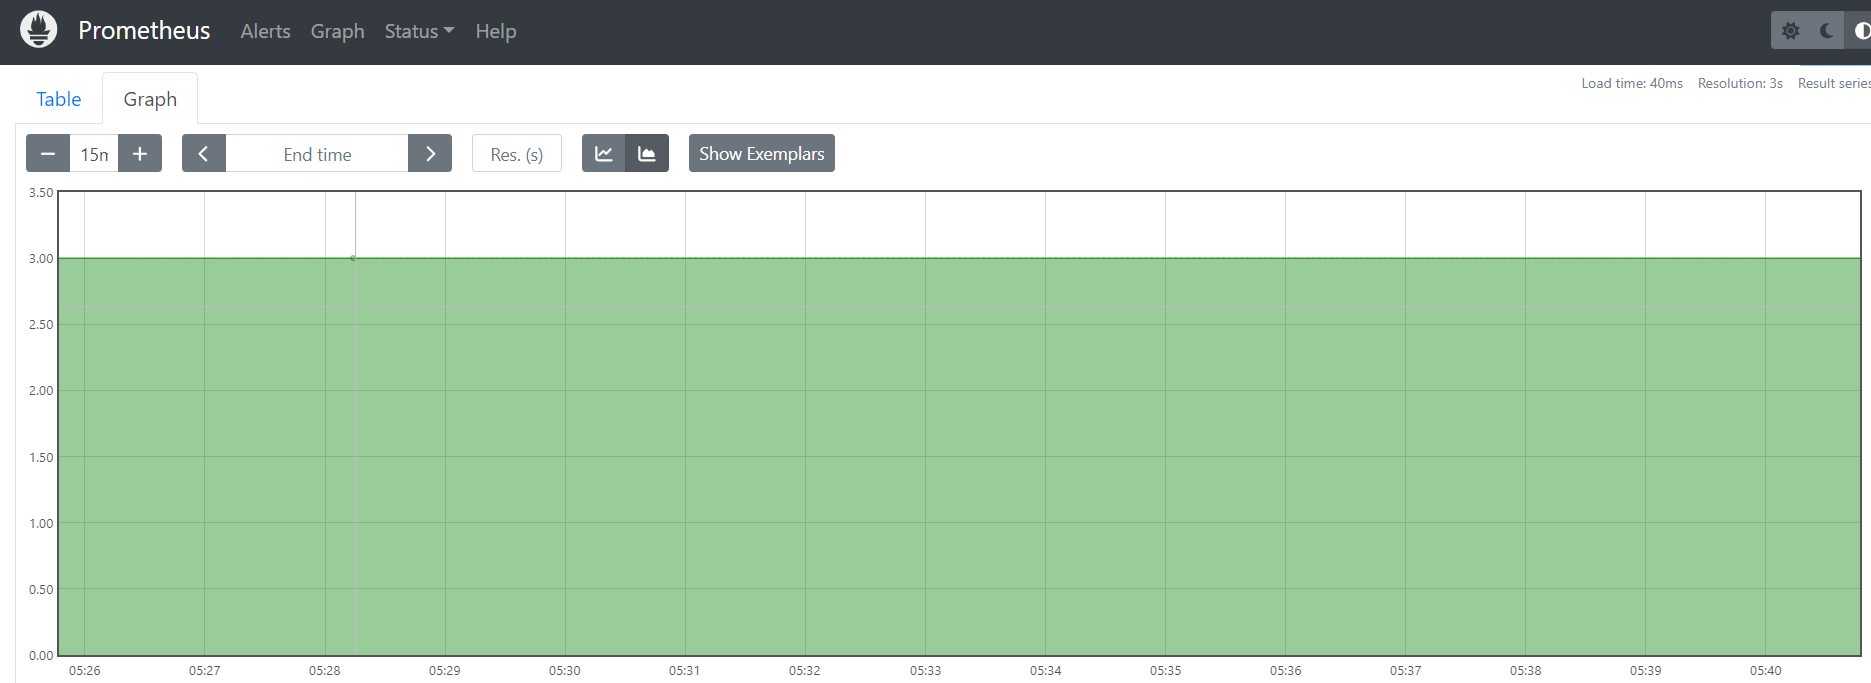 Prometheus Alerts Graph Status Help
Load time: 40ms Resolution: 3s Result series
Table Graph
15m End time Res. (s) Show Exemplars
3.50
3.00
2.50
2.00
1.50
1.00
0.50
0.00
05:26 05:27 05:28 05:29 05:30 05:31 05:32 05:33 05:34 05:35 05:36 05:37 05:38 05:39 05:40